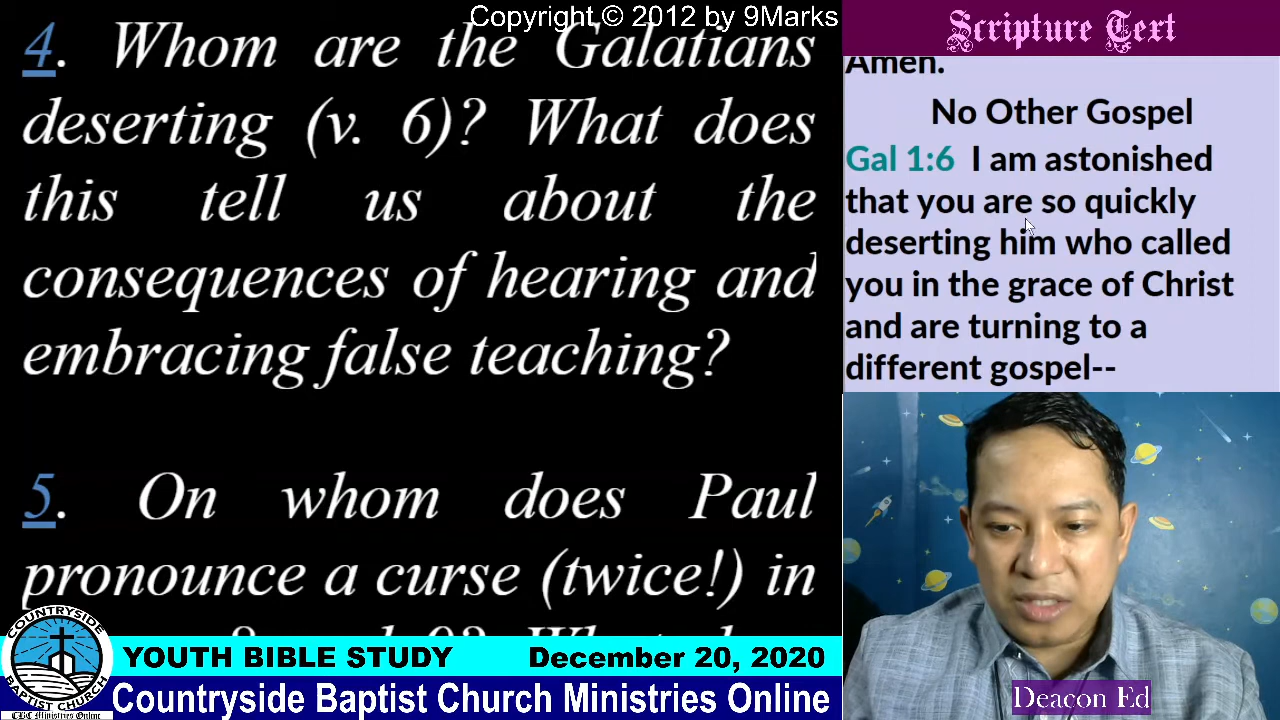 Copyright © 2012 by 9Marks
4. Whom are the Galatians
deserting (v. 6)? What does
this tell us about the
consequences of hearing and
embracing false teaching?
5. On whom does Paul
pronounce a curse (twice!) in
Scripture Text
Amen.
No Other Gospel
Gal 1:6 I am astonished
that you are so quickly
deserting him who called
you in the grace of Christ
and are turning to a
different gospel--
COUNTRYSIDE
BAPTIST CHURCH
CBC Ministries Online
YOUTH BIBLE STUDY December 20, 2020
Countryside Baptist Church Ministries Online
Deacon Ed